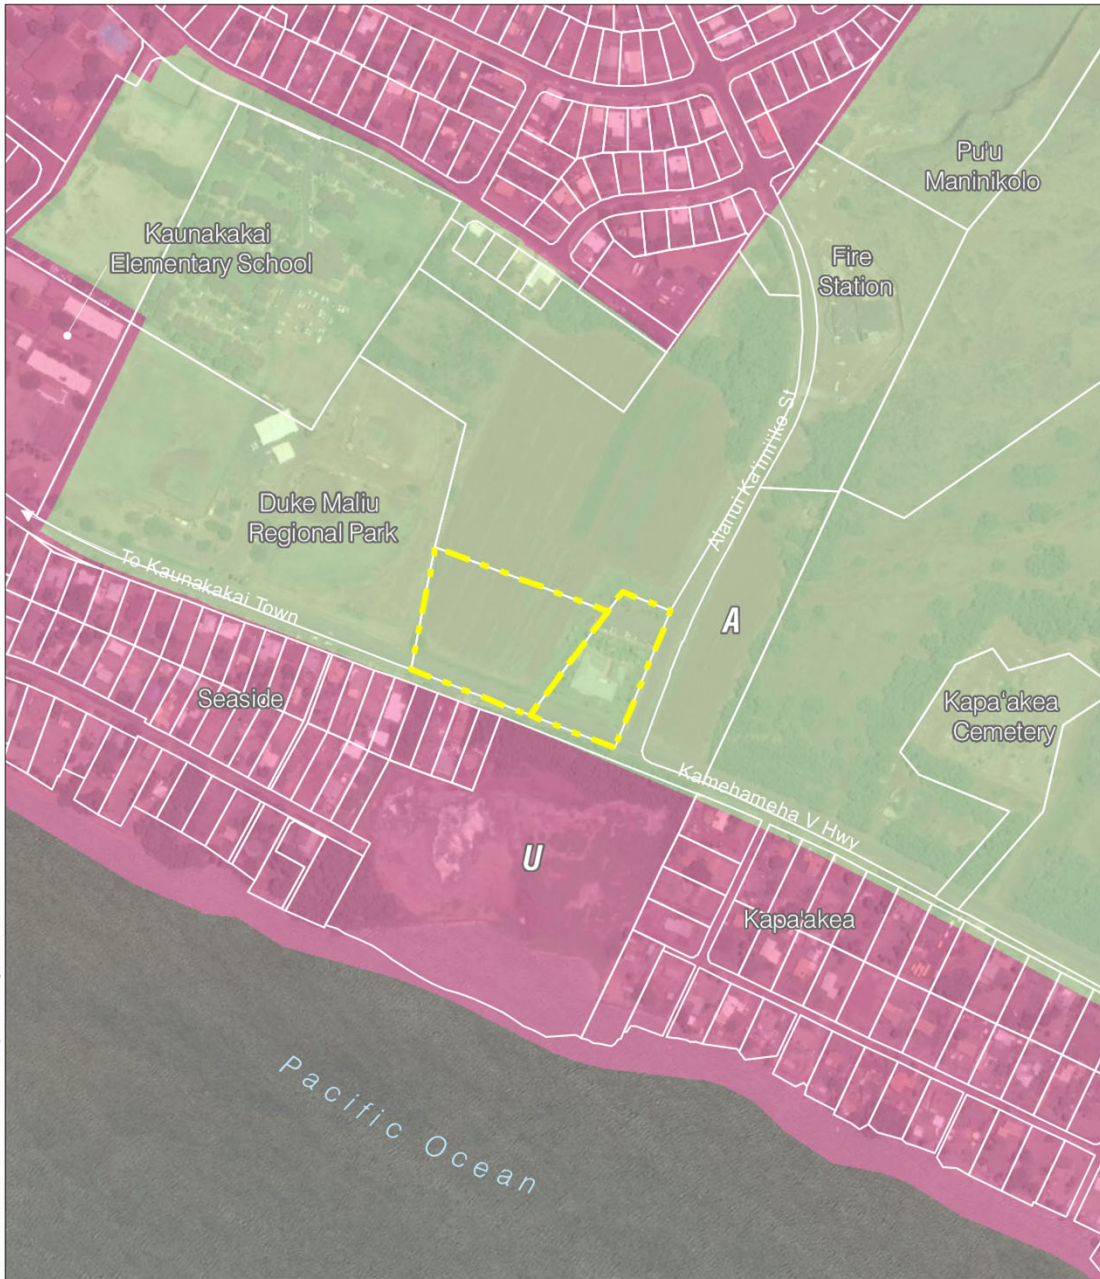 Pu'u
Maninikolo
Kaunakakai
Elementary School
Fire
Station
Alanui Ka'imi'ike St
Duke Maliu
Regional Park
To Kaunakakai Town
A
Seaside
Kapa'akea
Cemetery
Kamehameha V Hwy
U
Kapa'akea
Pacific Ocean